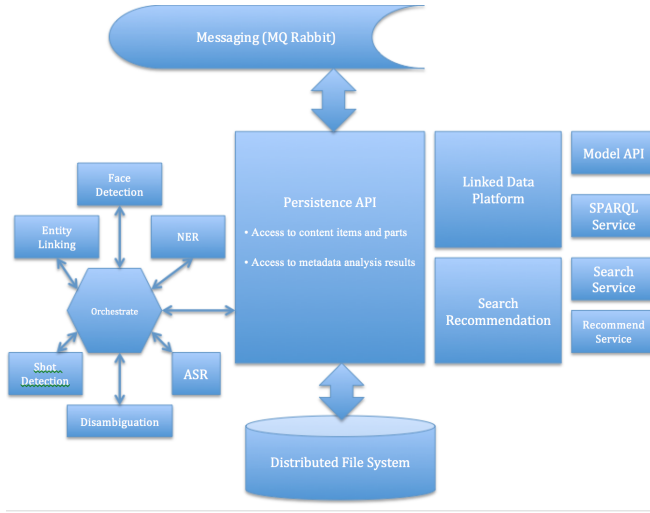 Messaging (MQ Rabbit)
Face
Detection
Entity
Linking
NER
Orchestrate
Shot
Detection
ASR
Disambiguation
Persistence API
• Access to content items and parts
• Access to metadata analysis results
Linked Data
Platform
Search
Recommendation
Model API
SPARQL
Service
Search
Service
Recommend
Service
Distributed File System